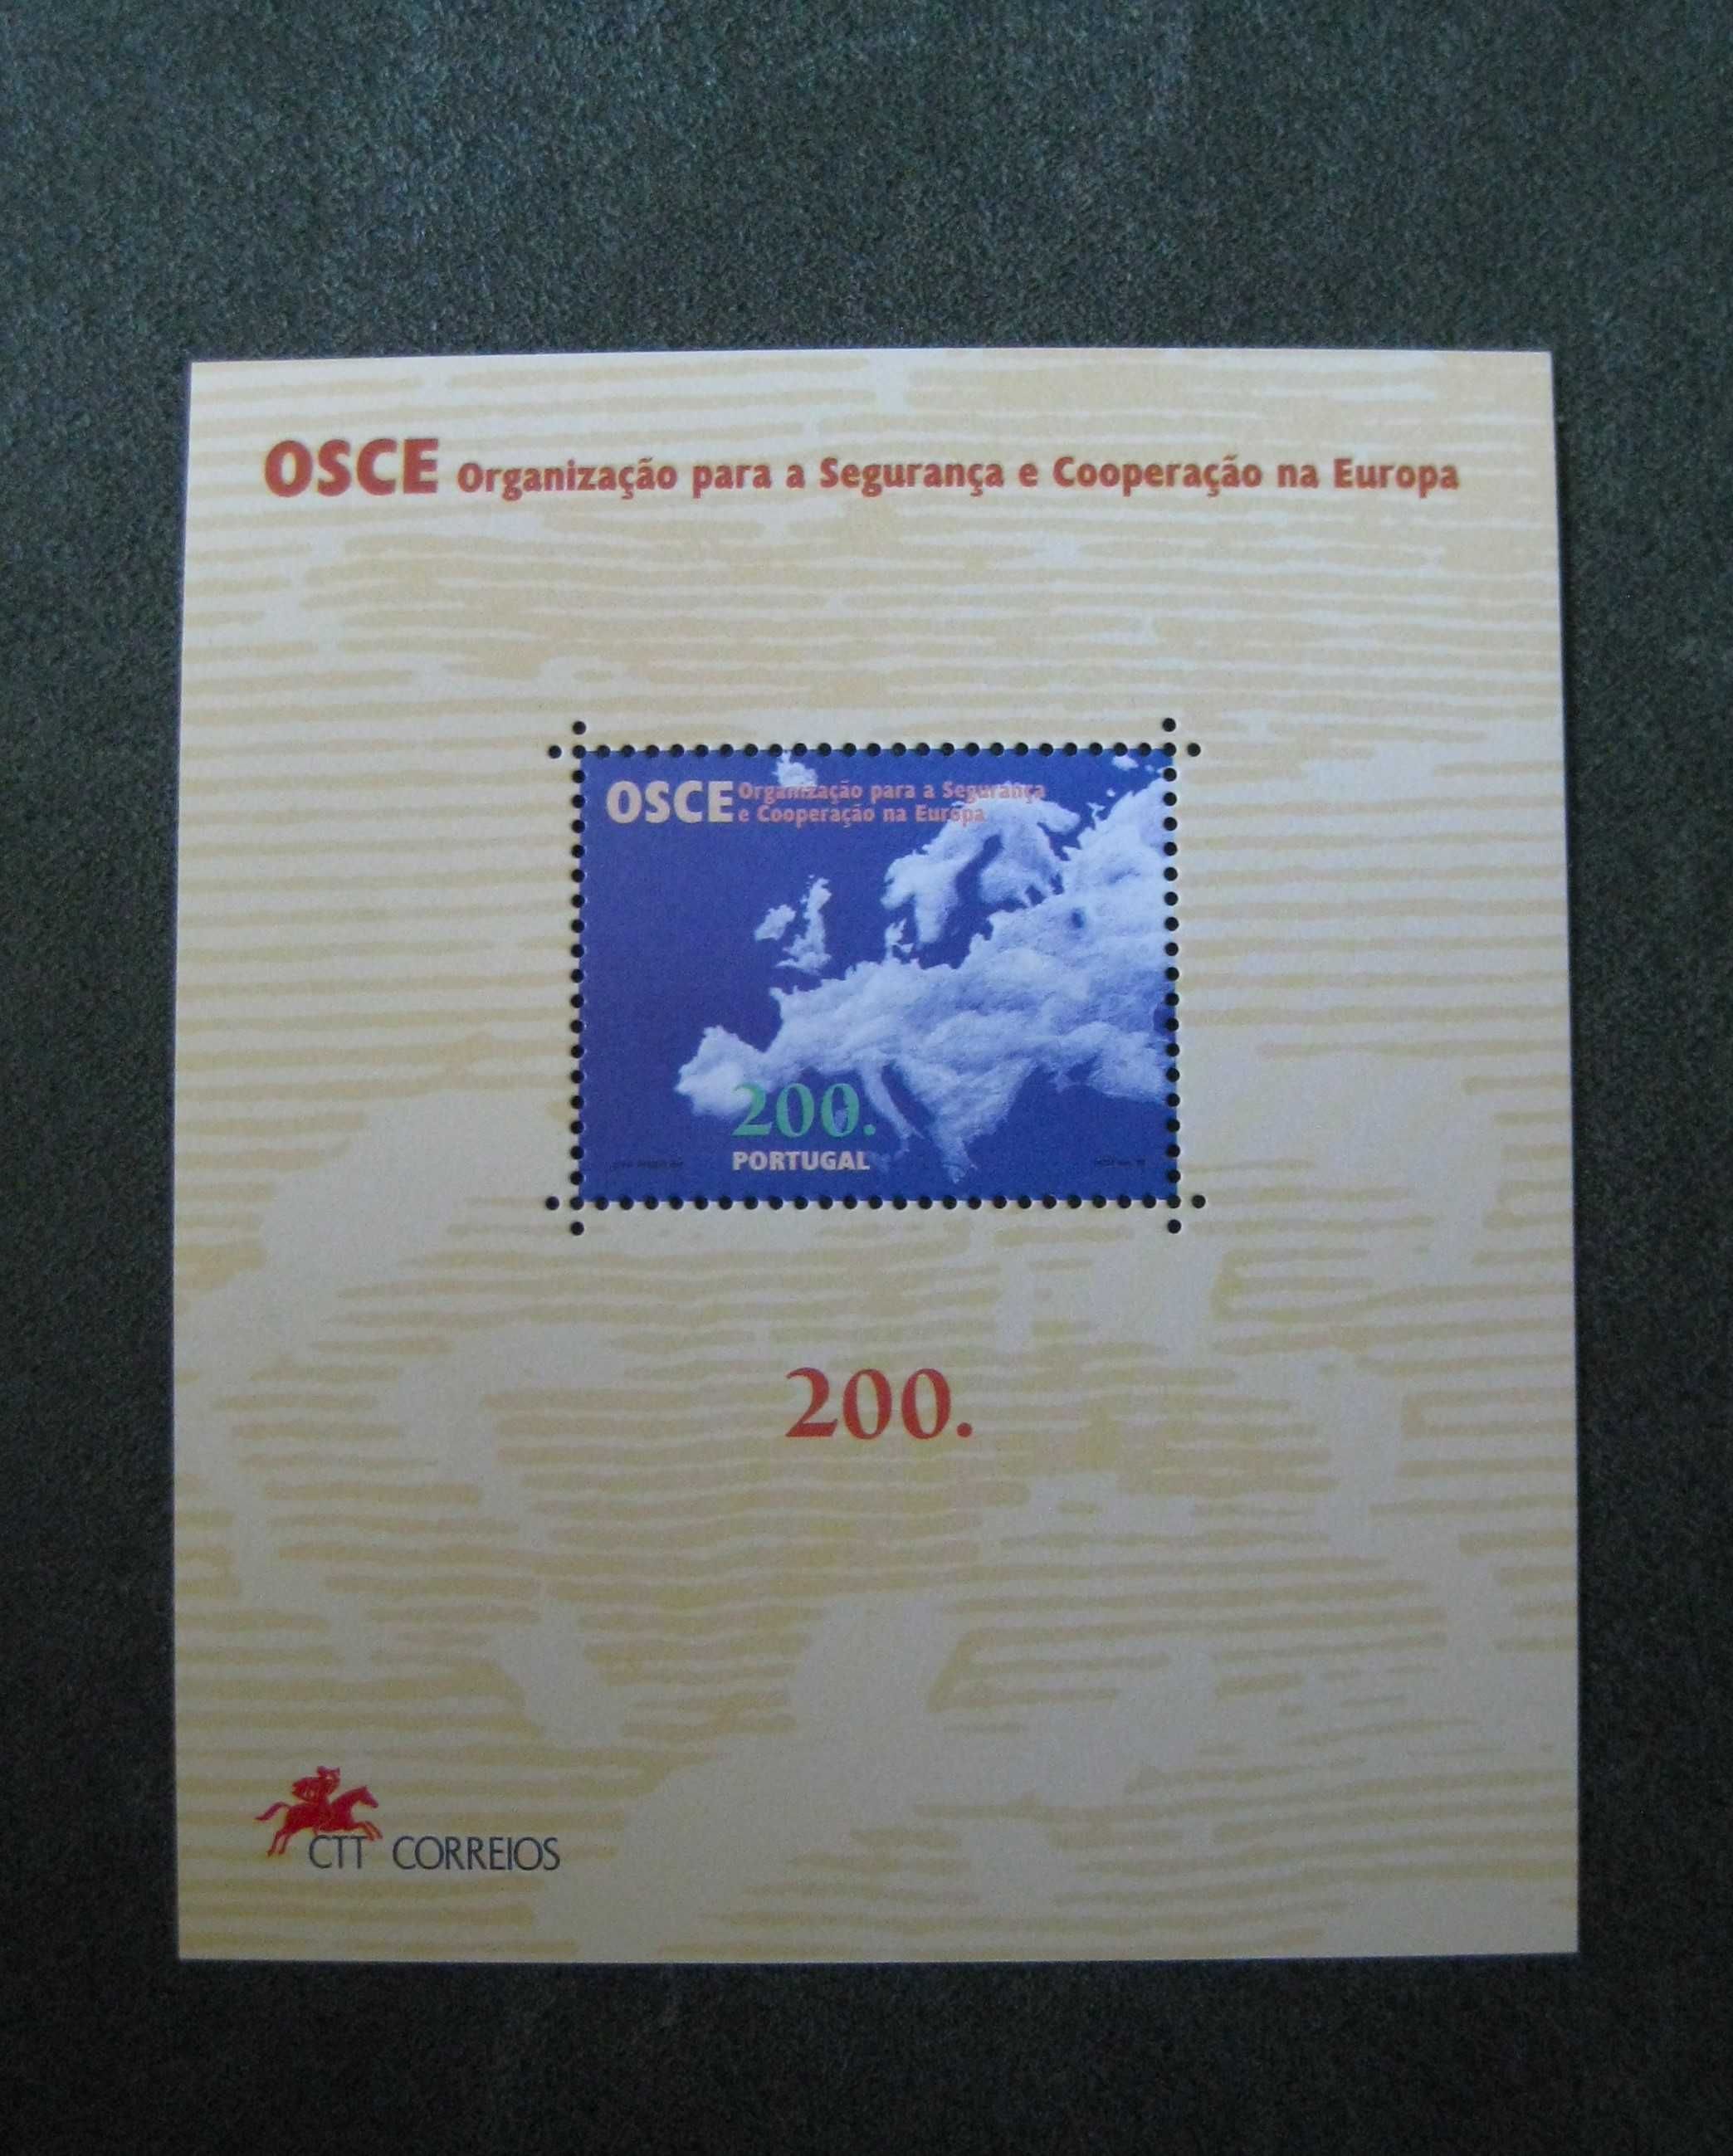 OSCE Organização para a Segurança e Cooperação na Europa
OSCE Organização para a Segurança
e Cooperação na Europa
200.
PORTUGAL
200.
CTT CORREIOS